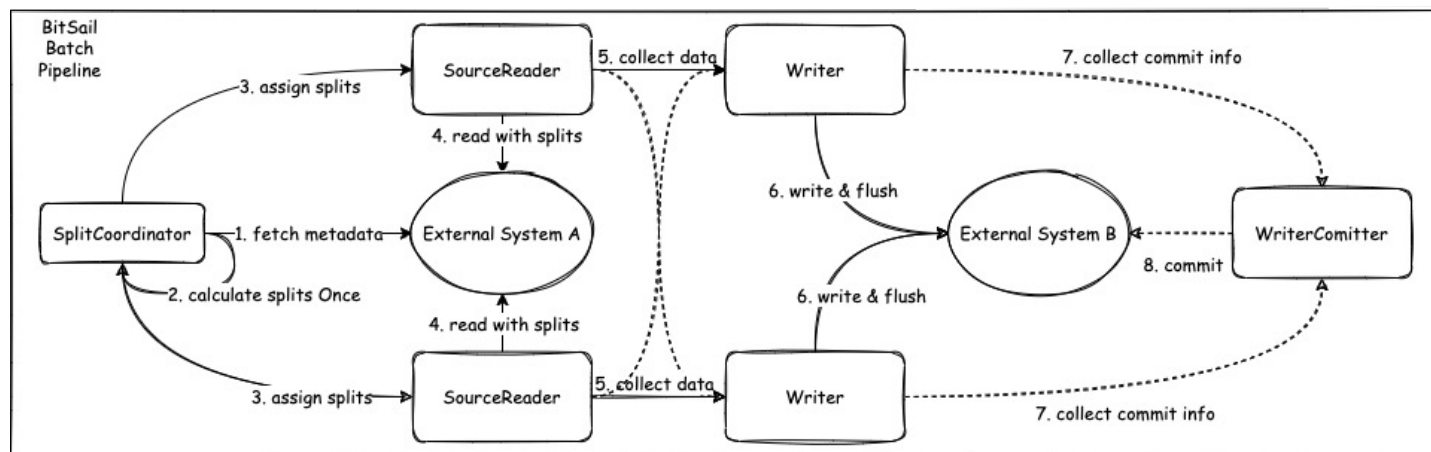 BitSail
Batch
Pipeline
SourceReader
5. collect data
Writer
7. collect commit info
3. assign splits
4. read with splits
6. write & flush
SplitCoordinator
1. fetch metadata
External System A
External System B
WriterComitter
8. commit
2. calculate splits Once
6. write & flush
4. read with splits
3. assign splits
SourceReader
5. collect data
Writer
7. collect commit info